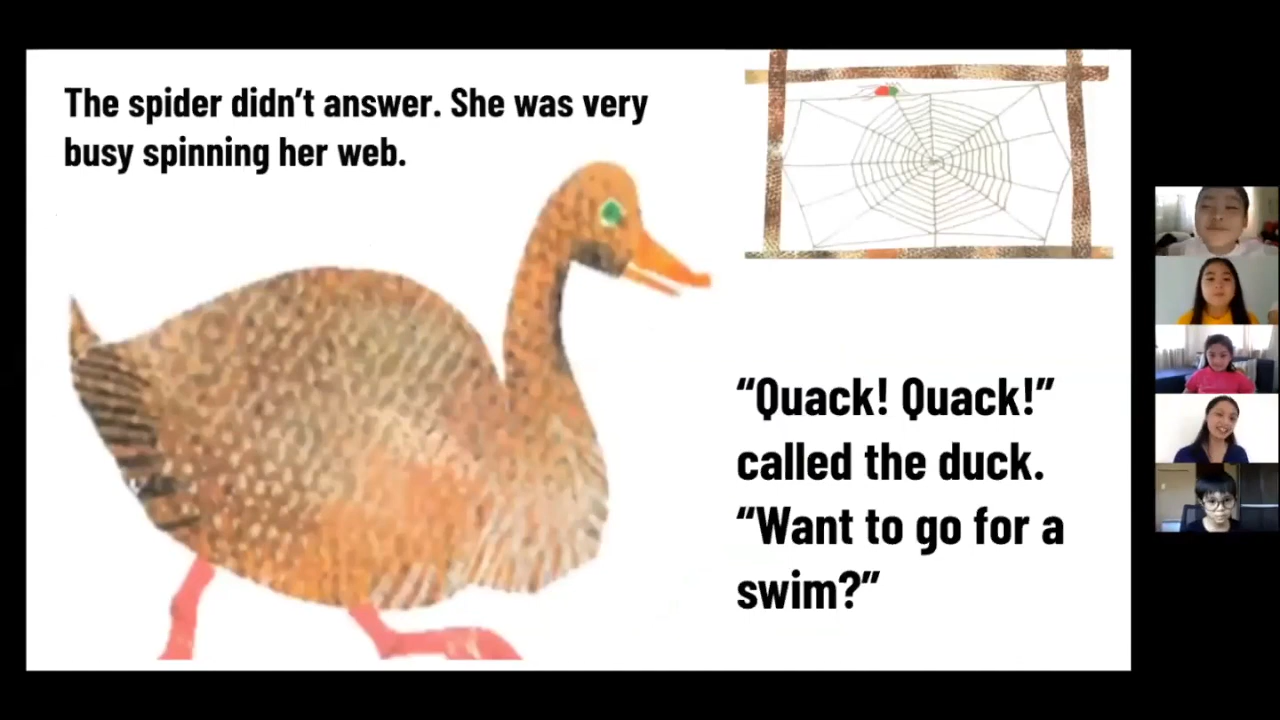 The spider didn’t answer. She was very
busy spinning her web.
“Quack! Quack!”
called the duck.
“Want to go for a
swim?”